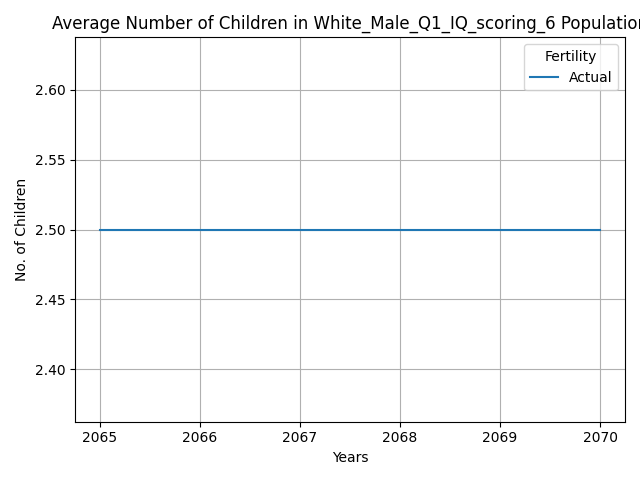 Average Number of Children in White_Male_Q1_IQ_scoring_6 Population
Fertility
Actual
2.60
2.55
2.50
2.45
2.40
No. of Children
2065 2066 2067 2068 2069 2070
Years